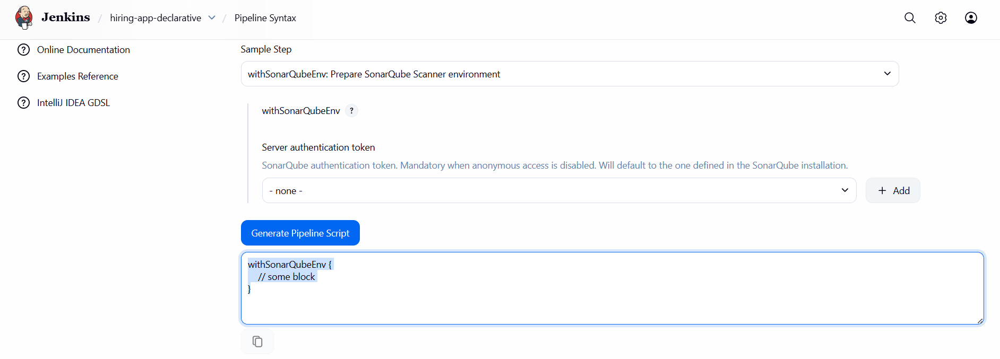 Jenkins / hiring-app-declarative / Pipeline Syntax
Online Documentation
Examples Reference
IntelliJ IDEA GDSL
Sample Step
withSonarQubeEnv: Prepare SonarQube Scanner environment
withSonarQubeEnv ?
Server authentication token
SonarQube authentication token. Mandatory when anonymous access is disabled. Will default to the one defined in the SonarQube installation.
- none -
+ Add
Generate Pipeline Script
withSonarQubeEnv {
    // some block
}